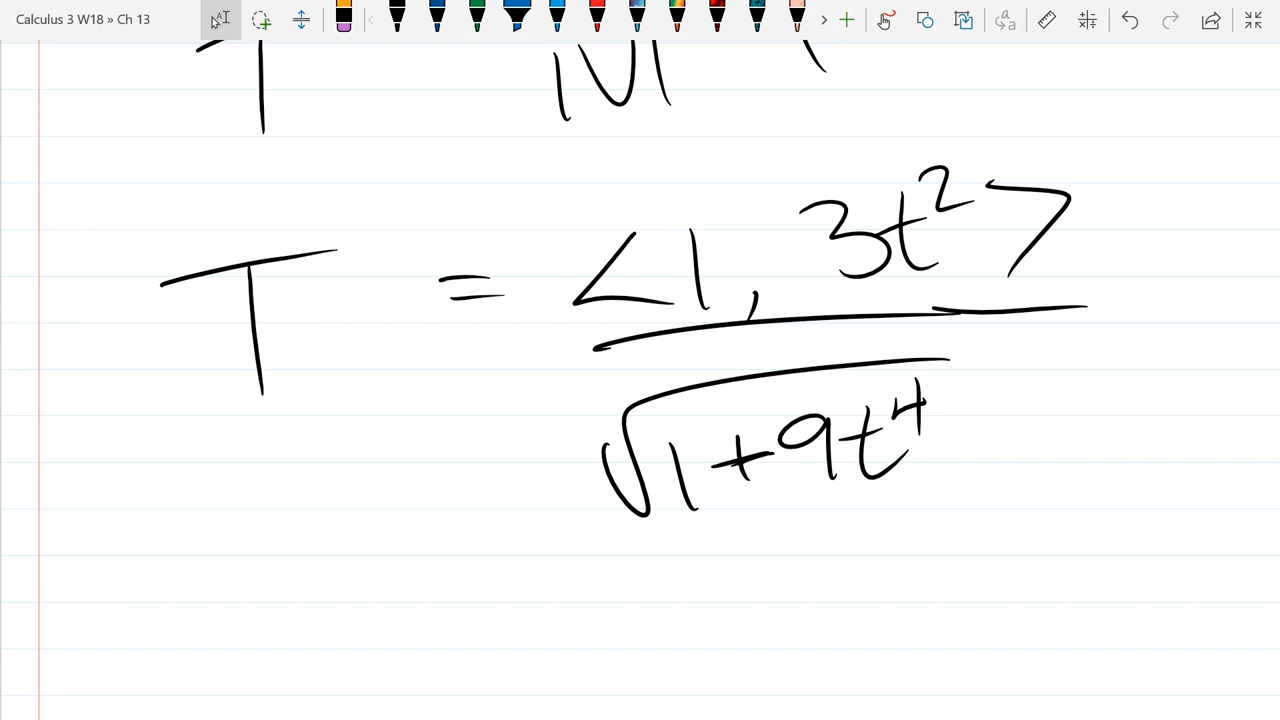 Calculus 3 W18 » Ch 13
T = <1, 3t²>
√1+9t⁴